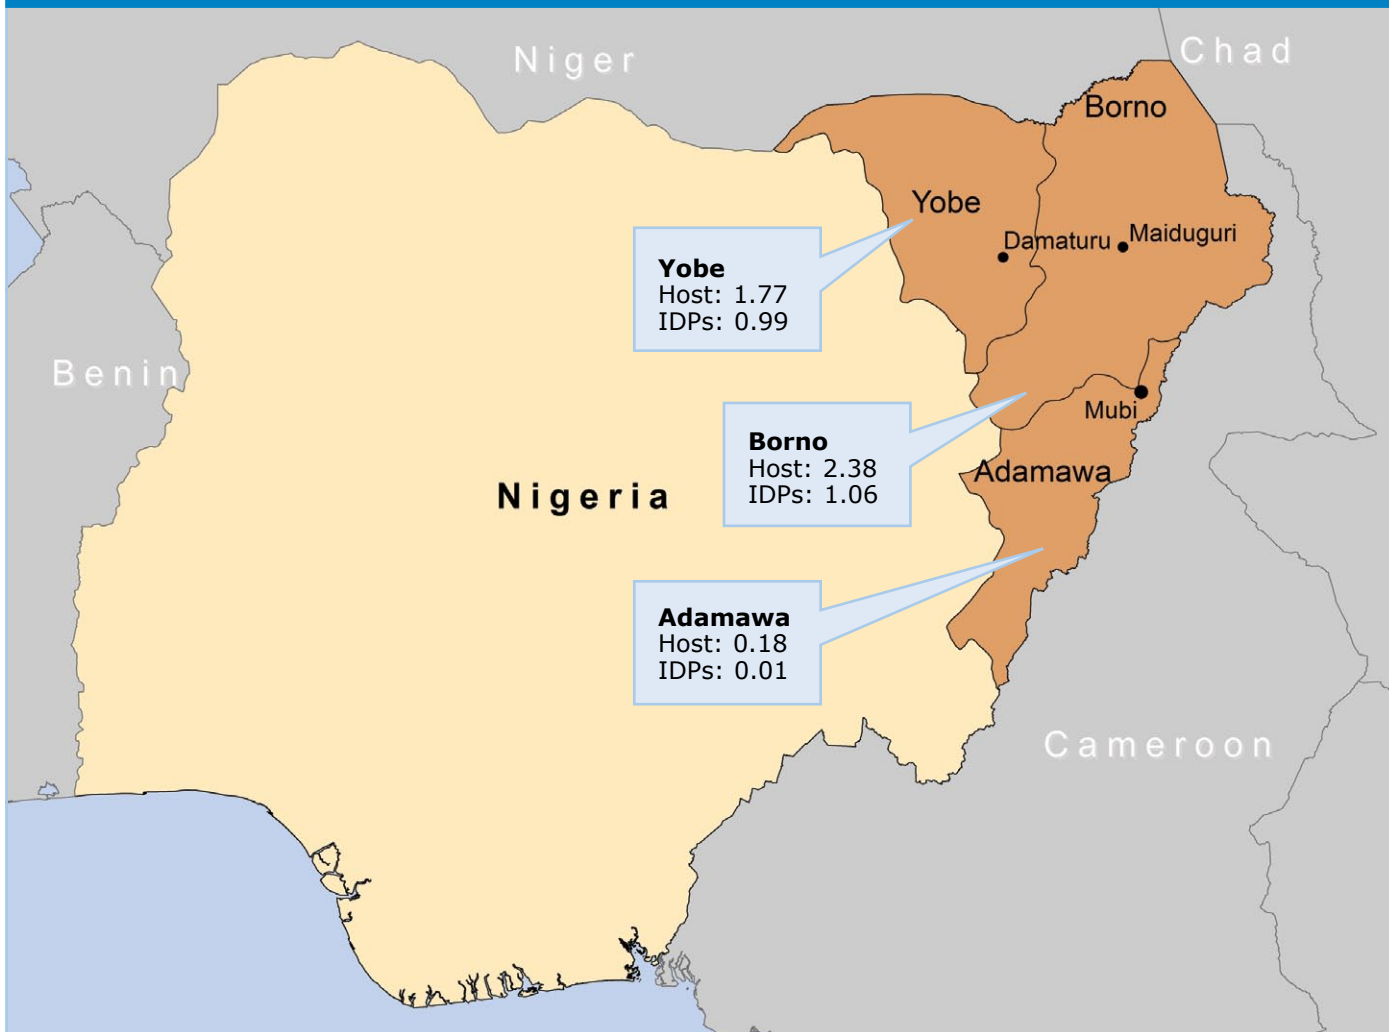 Niger
Chad
Borno
Yobe
Damaturu
Maiduguri
Yobe
Host: 1.77
IDPs: 0.99
Benin
Mubi
Borno
Host: 2.38
IDPs: 1.06
Adamawa
Nigeria
Adamawa
Host: 0.18
IDPs: 0.01
Cameroon